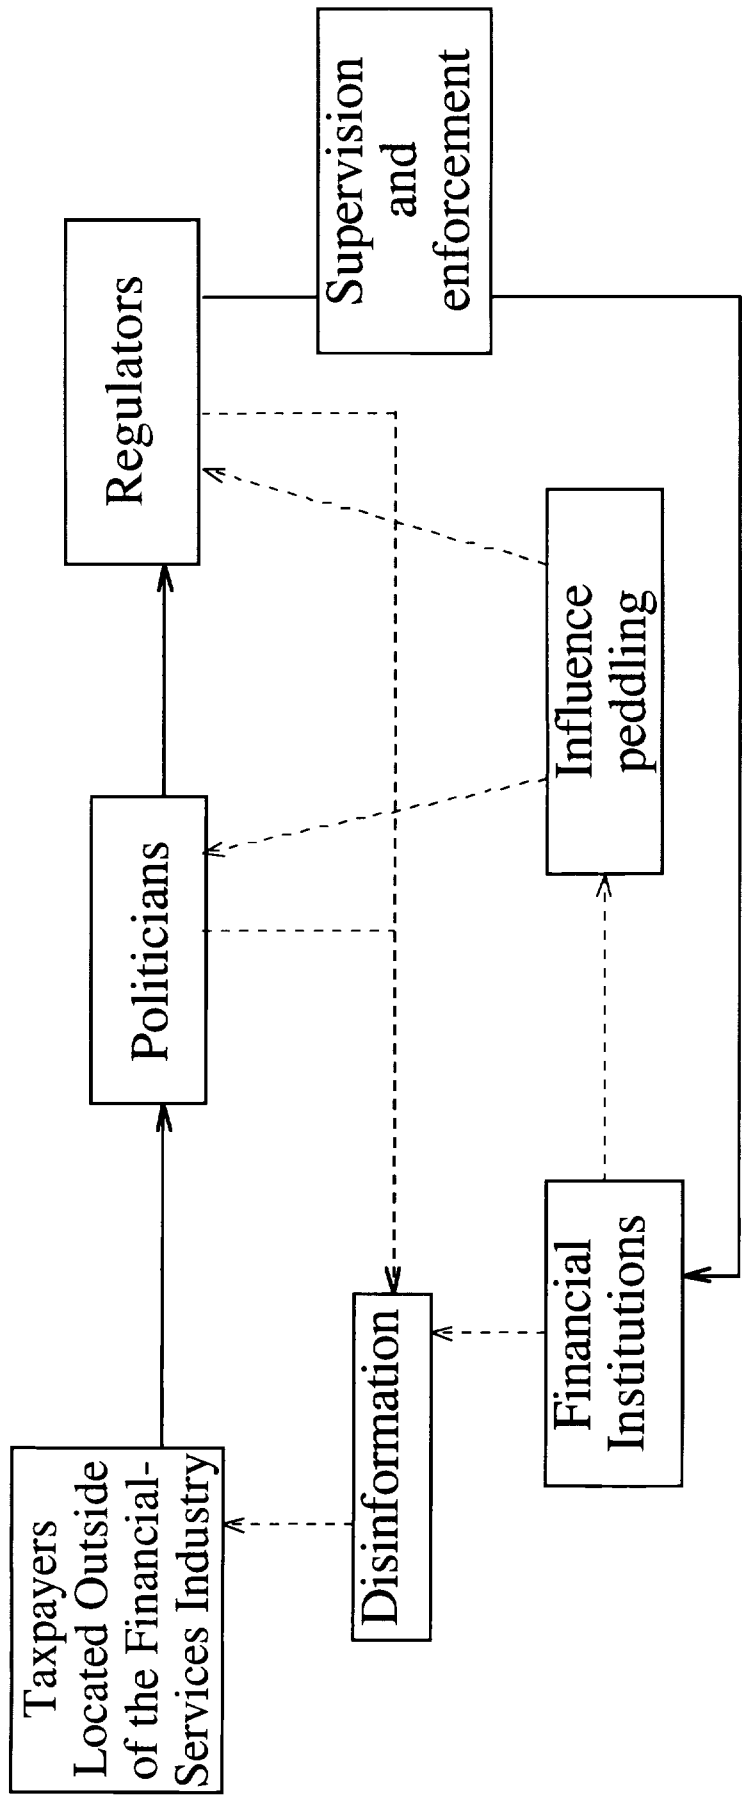 Taxpayers
Located Outside
of the Financial-
Services Industry
Politicians
Regulators
Disinformation
Supervision
and
enforcement
Financial
Institutions
Influence
peddling